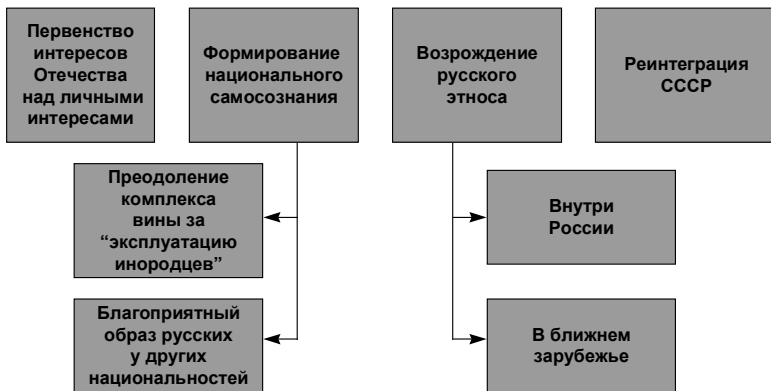 Первенство
интересов
Отечества
над личными
интересами
Формирование
национального
самосознания
Возрождение
русского
этноса
Реинтеграция
СССР
Преодоление
комплекса
вины за
“эксплуатацию
инородцев”
Внутри
России
Благоприятный
образ русских
у других
национальностей
В ближнем
зарубежье